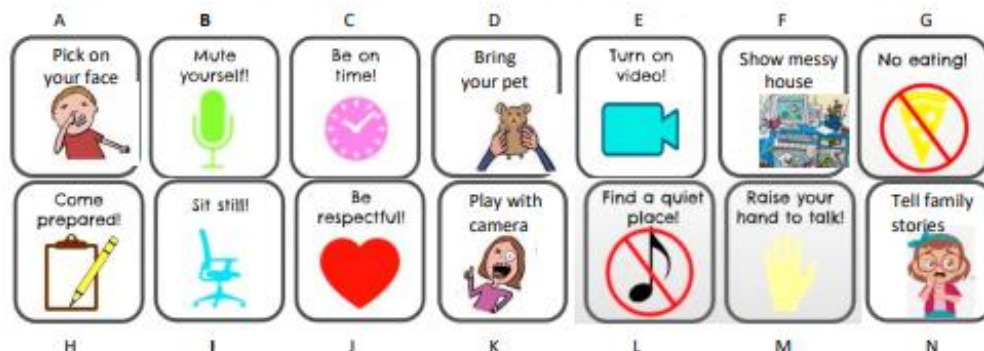 A B C D E F G
Pick on
your face
Mute
yourself!
Be on
time!
Bring
your pet
Turn on
video!
Show messy
house
No eating!
Come
prepared!
Sit still!
Be
respectful!
Play with
camera
Find a quiet
place!
Raise your
hand to talk!
Tell family
stories
H I J K L M N